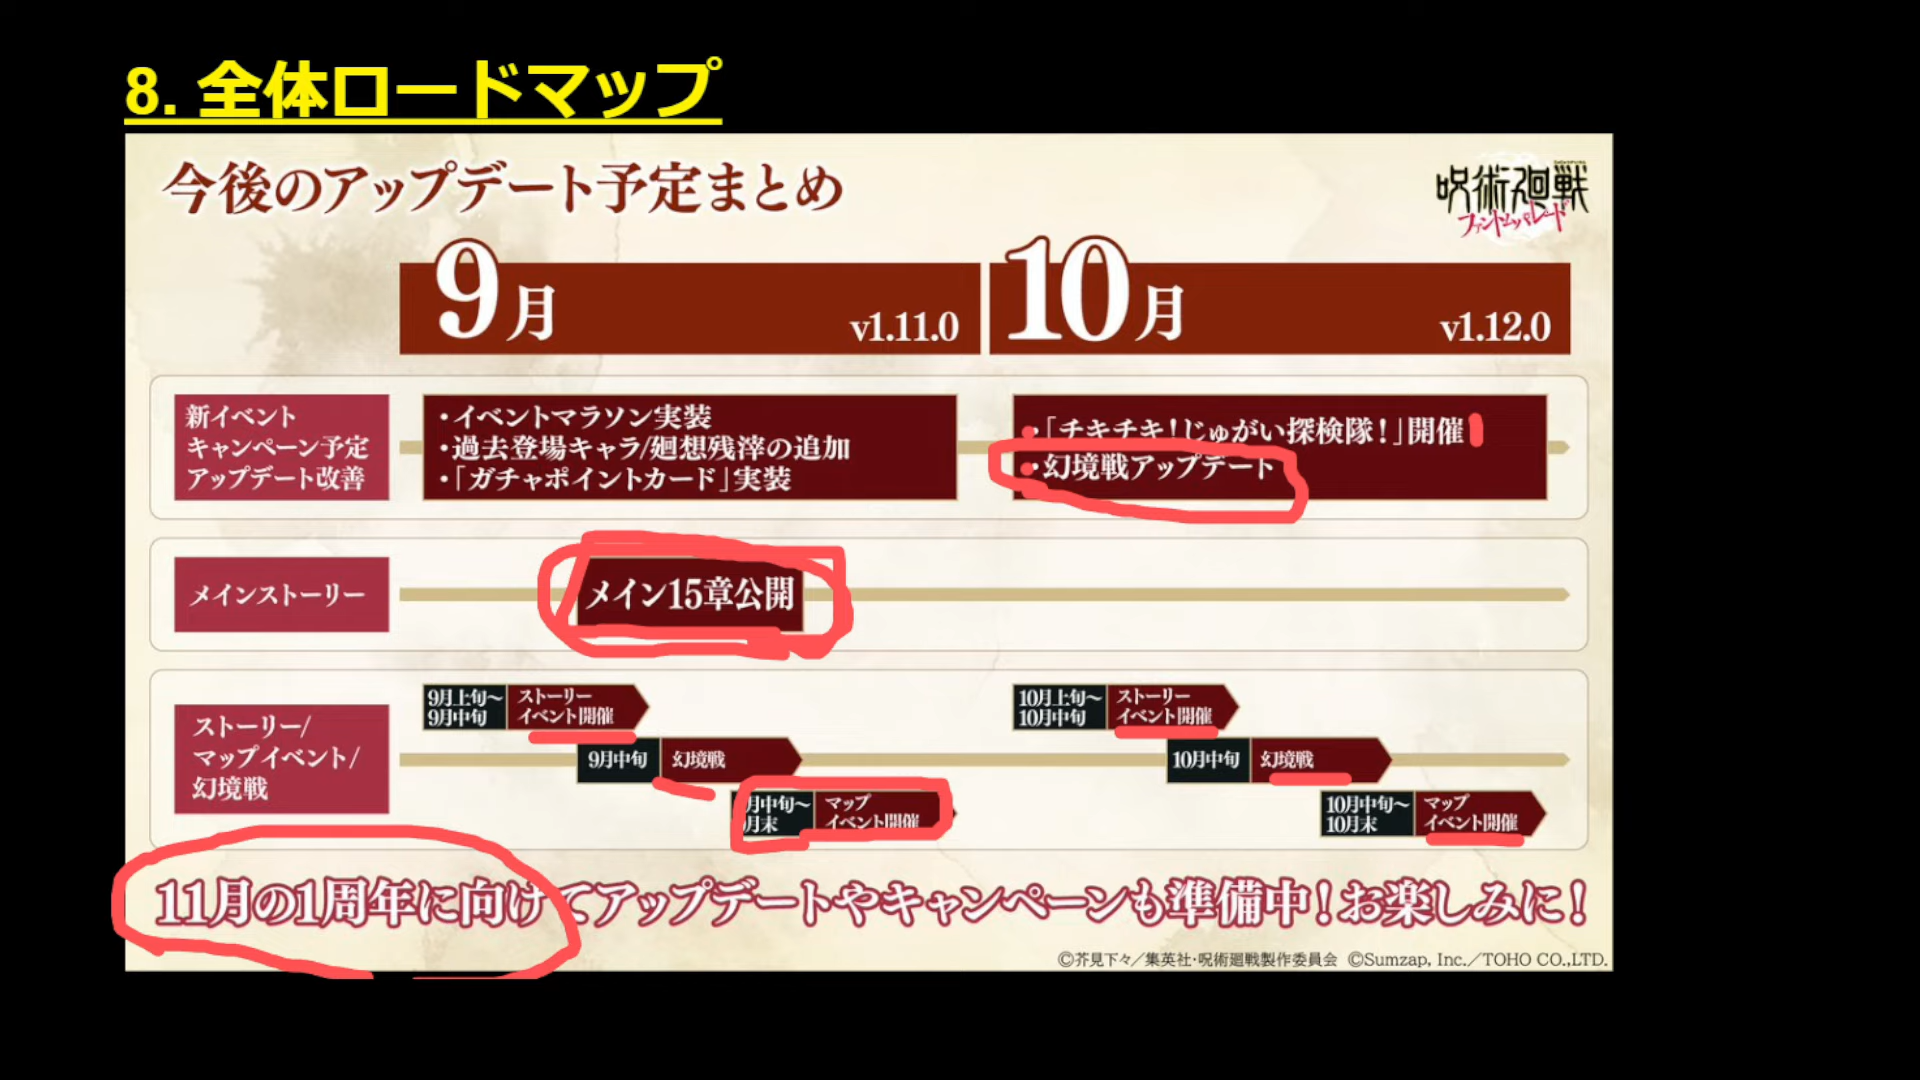 8. 全体ロードマップ
今後のアップデート予定まとめ
呪術廻戦
ファントムパレード
9月 v1.11.0
10月 v1.12.0
新イベント
キャンペーン予定
アップデート改善
・イベントマラソン実装
・過去登場キャラ/廻想残滓の追加
・「ガチャポイントカード」実装
・「チキチキ!じゅがい探検隊!」開催
・幻境戦アップデート
メインストーリー
メイン15章公開
ストーリー/
マップイベント/
幻境戦
9月上旬～
9月中旬
ストーリー
イベント開催
9月中旬
幻境戦
月中旬～
月末
マップ
イベント開催
10月上旬～
10月中旬
ストーリー
イベント開催
10月中旬
幻境戦
10月中旬～
10月末
マップ
イベント開催
11月の1周年に向けてアップデートやキャンペーンも準備中!お楽しみに!
©芥見下々／集英社・呪術廻戦製作委員会 ©Sumzap, Inc.／TOHO CO.,LTD.